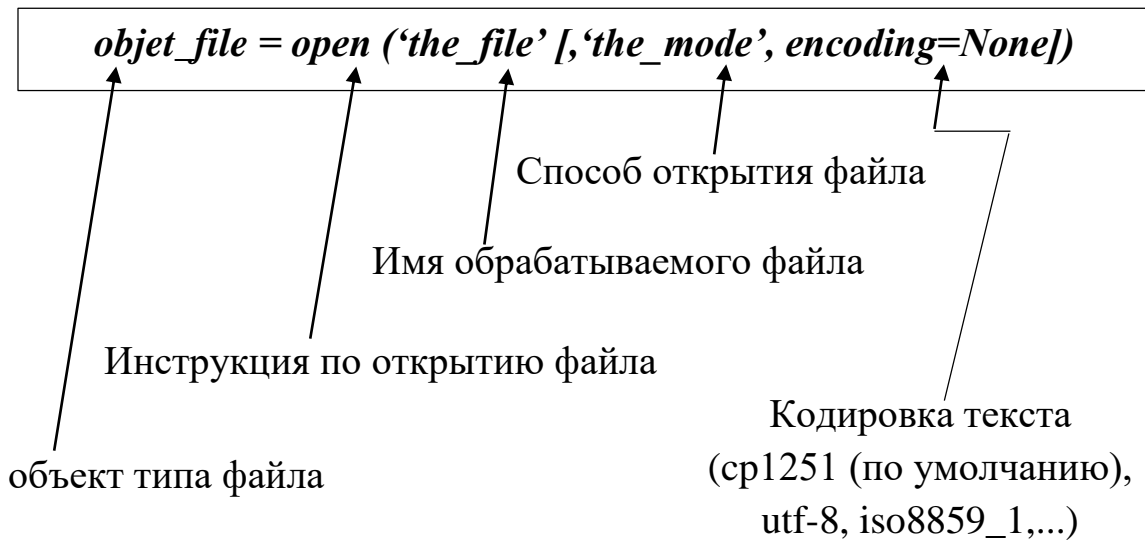 objet_file = open (‘the_file’ [,‘the_mode’, encoding=None])
Способ открытия файла
Имя обрабатываемого файла
Инструкция по открытию файла
Кодировка текста
объект типа файла
(cp1251 (по умолчанию),
utf-8, iso8859_1,...)